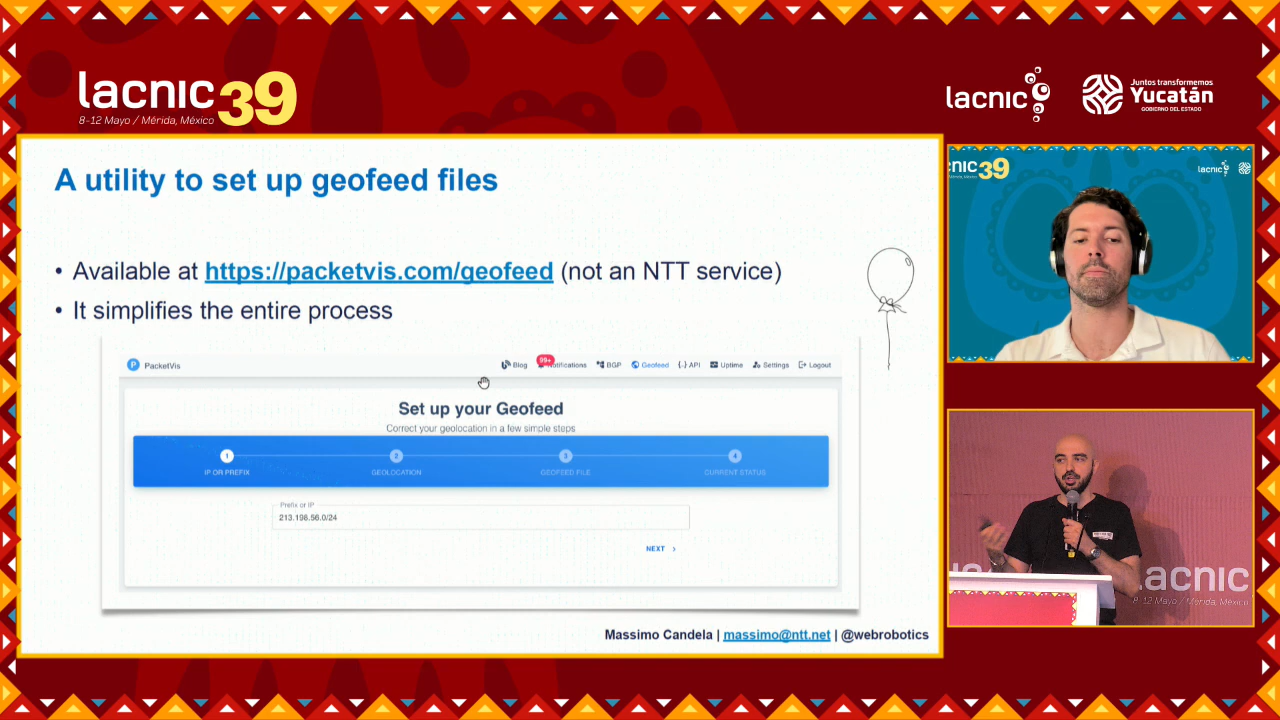 lacnic 39
8-12 Mayo / Mérida, México
lacnic
Juntos transformemos
Yucatán
GOBIERNO DEL ESTADO
A utility to set up geofeed files
• Available at https://packetvis.com/geofeed (not an NTT service)
• It simplifies the entire process
P PacketVis
Blog
99+
Notifications
BGP
Geofeed
{..} API
Uptime
Settings
Logout
Set up your Geofeed
Correct your geolocation in a few simple steps
1 2 3 4
IP OR PREFIX GEOLOCATION GEOFEED FILE CURRENT STATUS
Prefix or IP
213.198.56.0/24
NEXT >
Massimo Candela | massimo@ntt.net | @webrobotics
NIC 39
lacnic
lacnic
8-12 Mayo / Mérida, México